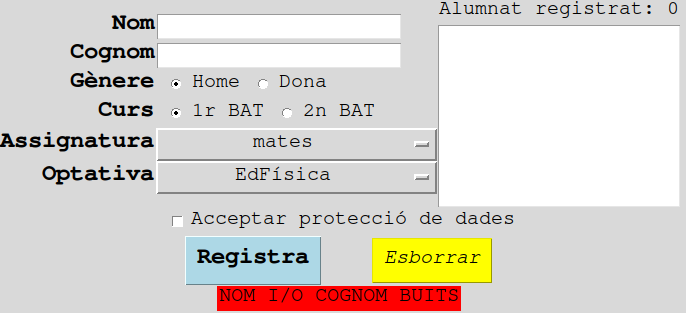 Alumnat registrat: 0
Nom
Cognom
Gènere Home Dona
Curs 1r BAT 2n BAT
Assignatura mates
Optativa EdFísica
Acceptar protecció de dades
Registra Esborrar
NOM I/O COGNOM BUITS